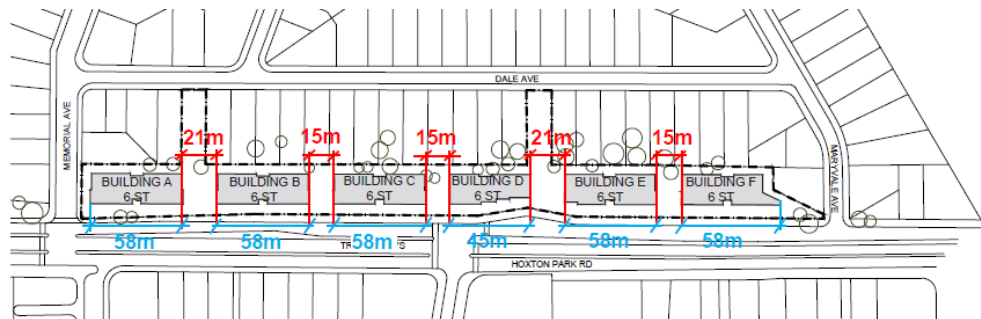 DALE AVE
MEMORIAL AVE
21m
15m
15m
21m
15m
MARYVALE AVE
BUILDING A
6 ST
BUILDING B
6 ST
BUILDING C
6 ST
BUILDING D
6 ST
BUILDING E
6 ST
BUILDING F
6 ST
58m
58m
58m
45m
58m
58m
HOXTON PARK RD